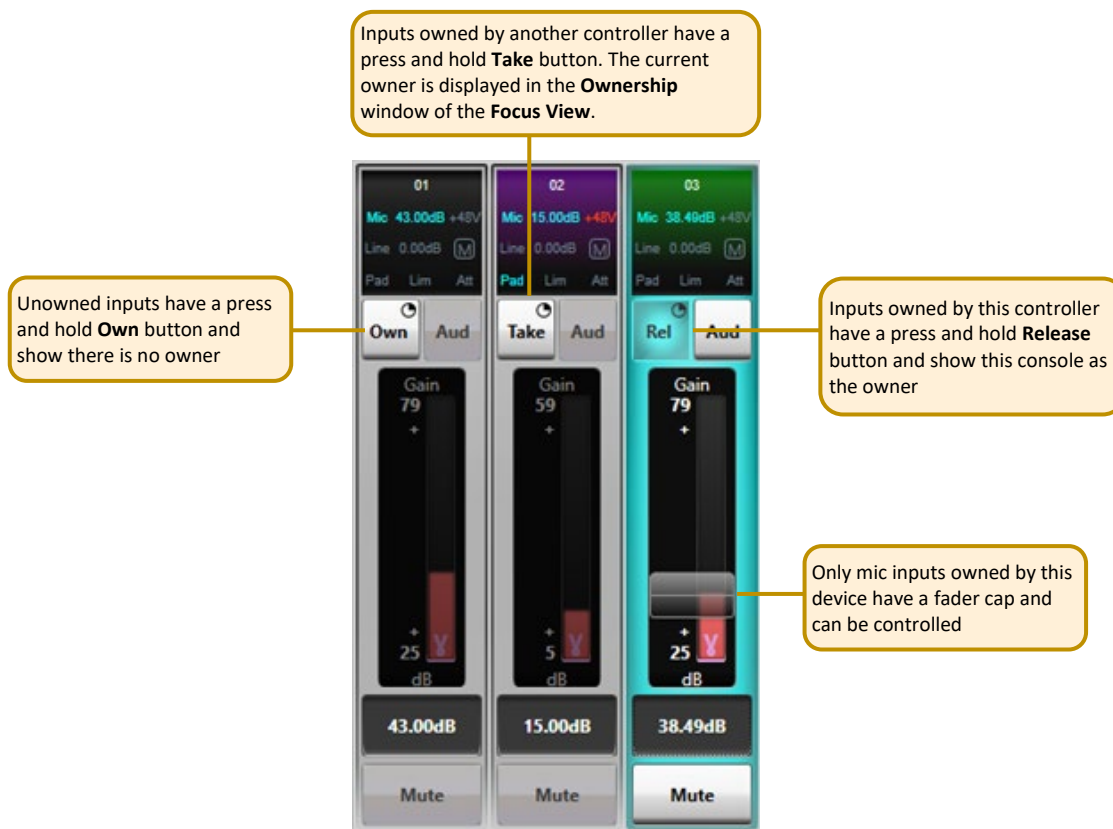 Inputs owned by another controller have a
press and hold Take button. The current
owner is displayed in the Ownership
window of the Focus View.
Unowned inputs have a press
and hold Own button and
show there is no owner
01
Mic 43.00dB +48V
Line 0.00dB M
Pad Lim Att
Own Aud
Gain
79
+
+
25
dB
43.00dB
Mute
02
Mic 15.00dB +48V
Line 0.00dB M
Pad Lim Att
Take Aud
Gain
59
+
+
5
dB
15.00dB
Mute
03
Mic 38.49dB +48V
Line 0.00dB M
Pad Lim Att
Rel Aud
Gain
79
+
+
25
dB
38.49dB
Mute
Inputs owned by this controller
have a press and hold Release
button and show this console as
the owner
Only mic inputs owned by this
device have a fader cap and
can be controlled